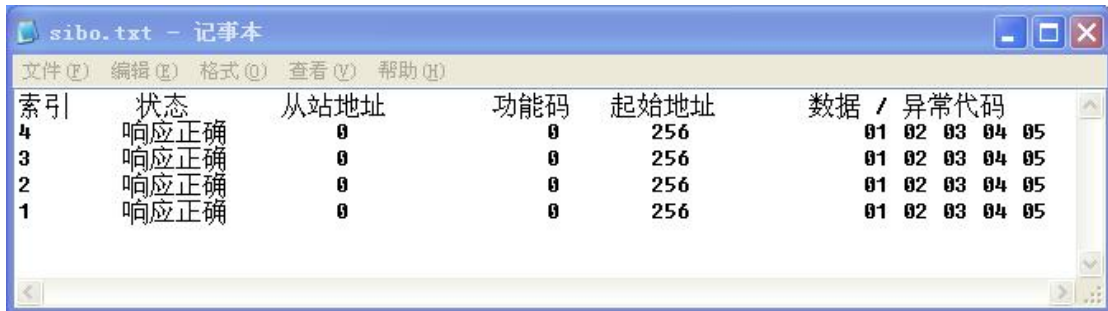 sibo.txt - 记事本
文件(F) 编辑(E) 格式(O) 查看(V) 帮助(H)
索引 状态 从站地址 功能码 起始地址 数据 / 异常代码
4 响应正确 0 0 256 01 02 03 04 05
3 响应正确 0 0 256 01 02 03 04 05
2 响应正确 0 0 256 01 02 03 04 05
1 响应正确 0 0 256 01 02 03 04 05